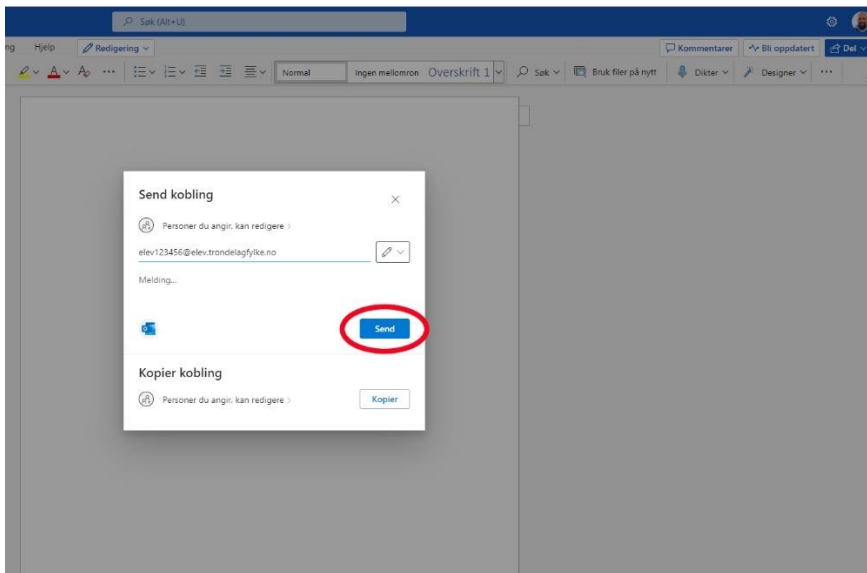 Søk (Alt+U)
ng Hjelp Redigering Kommentarer Bli oppdatert Del
A Normal Ingen mellomrom Overskrift 1 Søk Bruk filer på nytt Dikter Designer ...
Send kobling
Personer du angir, kan redigere
elev123456@elev.trondelagfylke.no
Melding...
Send
Kopier kobling
Personer du angir, kan redigere
Kopier